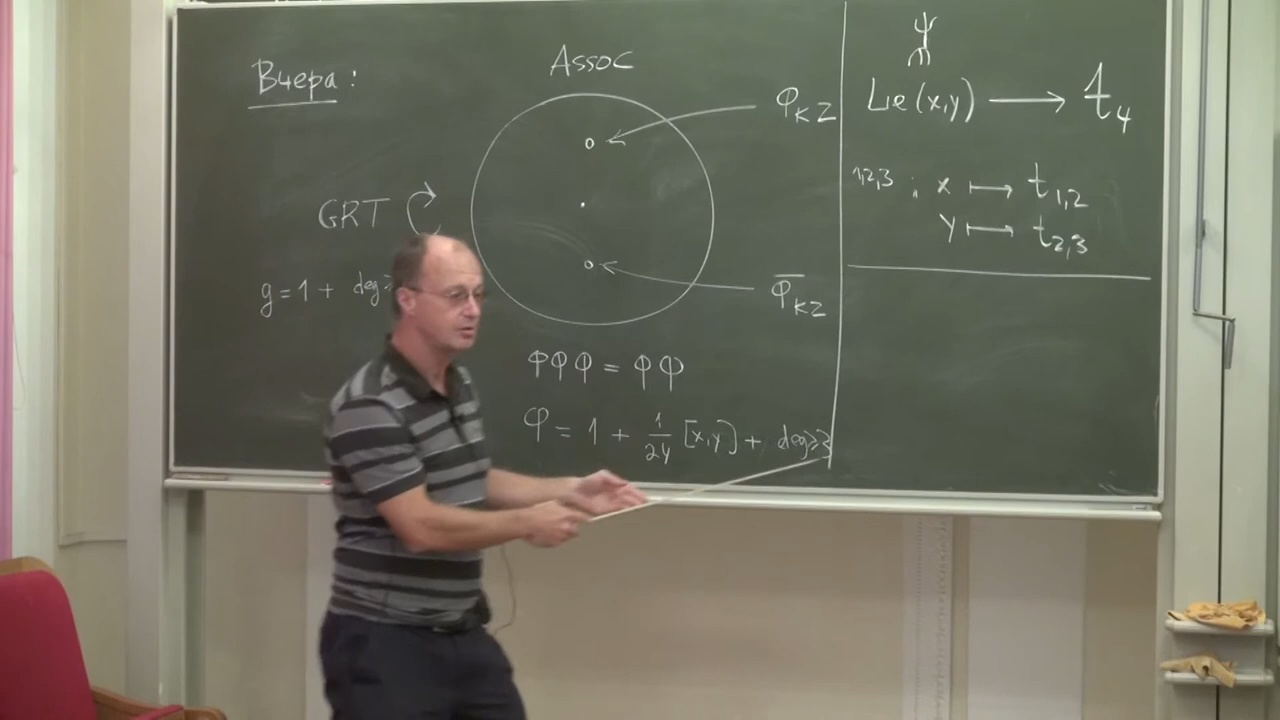 Вчера:
Assoc
φ_KZ
GRT
g = 1 + deg ≥
φ̄_KZ
φφφ = φφ
φ = 1 + 1/24 [x,y] + deg≥3
ψ
Lie(x,y) ⟶ t_4
1,2,3 : x ⟼ t_1,2
y ⟼ t_2,3